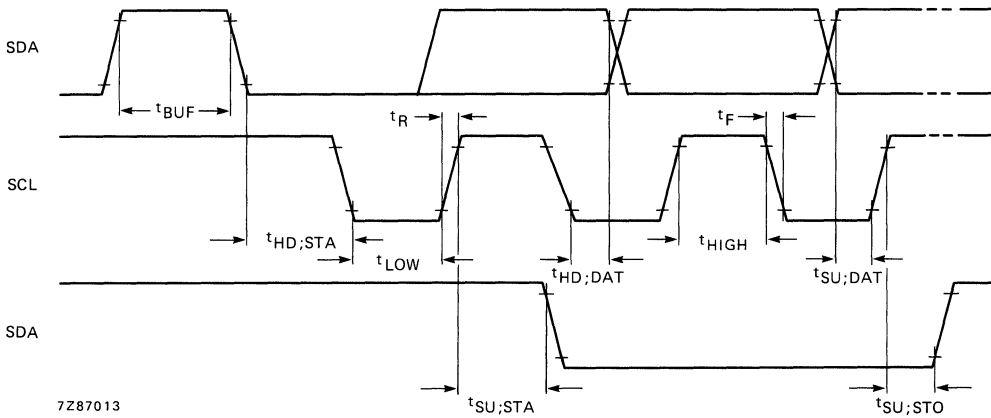 SDA
tBUF
tR
tF
SCL
tHD;STA
tLOW
tHD;DAT
tHIGH
tSU;DAT
SDA
tSU;STA
tSU;STO
7Z87013